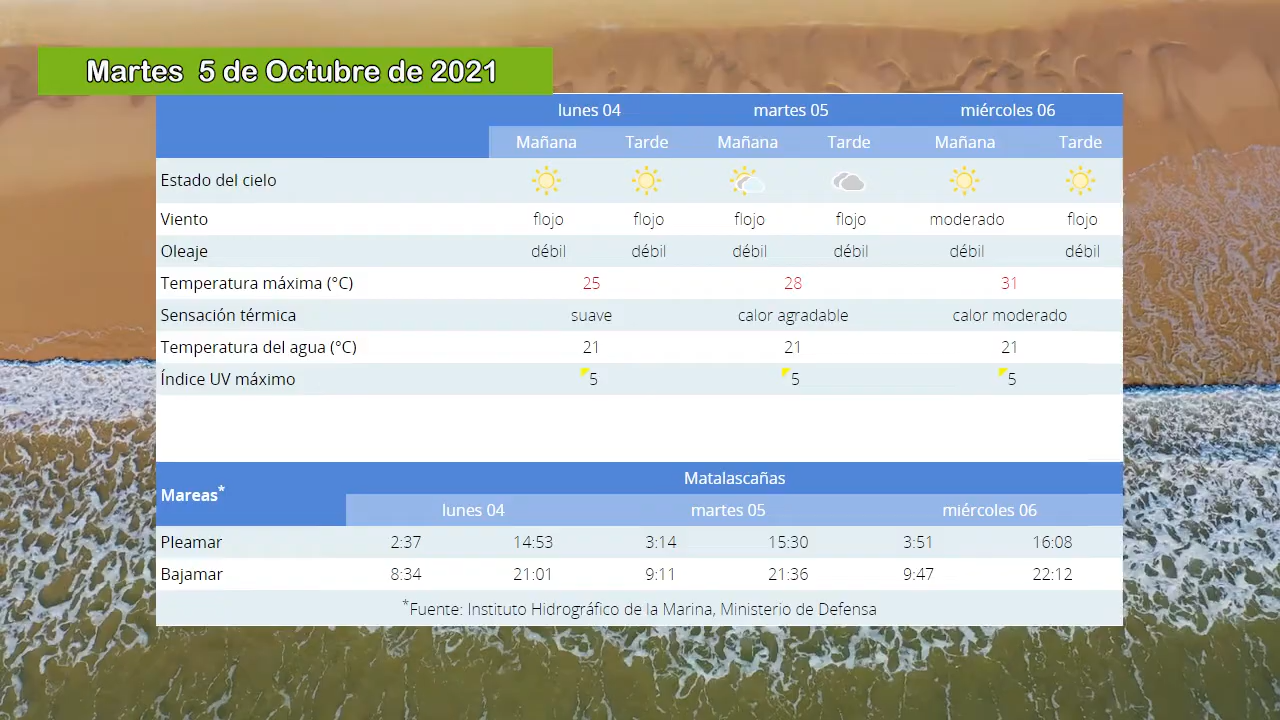 Martes 5 de Octubre de 2021
lunes 04 martes 05 miércoles 06
Mañana Tarde Mañana Tarde Mañana Tarde
Estado del cielo
Viento flojo flojo flojo flojo moderado flojo
Oleaje débil débil débil débil débil débil
Temperatura máxima (°C) 25 28 31
Sensación térmica suave calor agradable calor moderado
Temperatura del agua (°C) 21 21 21
Índice UV máximo 5 5 5
Matalascañas
Mareas*
lunes 04 martes 05 miércoles 06
Pleamar 2:37 14:53 3:14 15:30 3:51 16:08
Bajamar 8:34 21:01 9:11 21:36 9:47 22:12
*Fuente: Instituto Hidrográfico de la Marina, Ministerio de Defensa